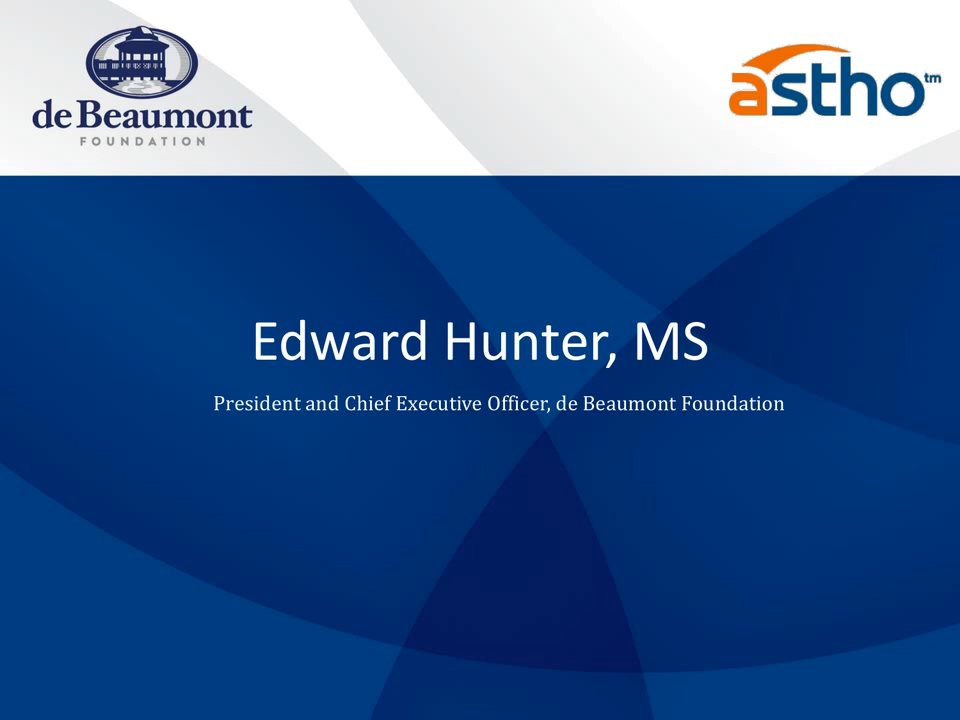 de Beaumont
FOUNDATION
astho™
Edward Hunter, MS
President and Chief Executive Officer, de Beaumont Foundation